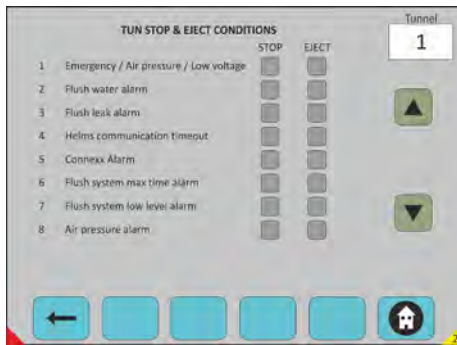 TUN STOP & EJECT CONDITIONS
Tunnel
1
STOP EJECT
1 Emergency / Air pressure / Low voltage
2 Flush water alarm
3 Flush leak alarm
4 Helms communication timeout
5 Connexx Alarm
6 Flush system max time alarm
7 Flush system low level alarm
8 Air pressure alarm
2